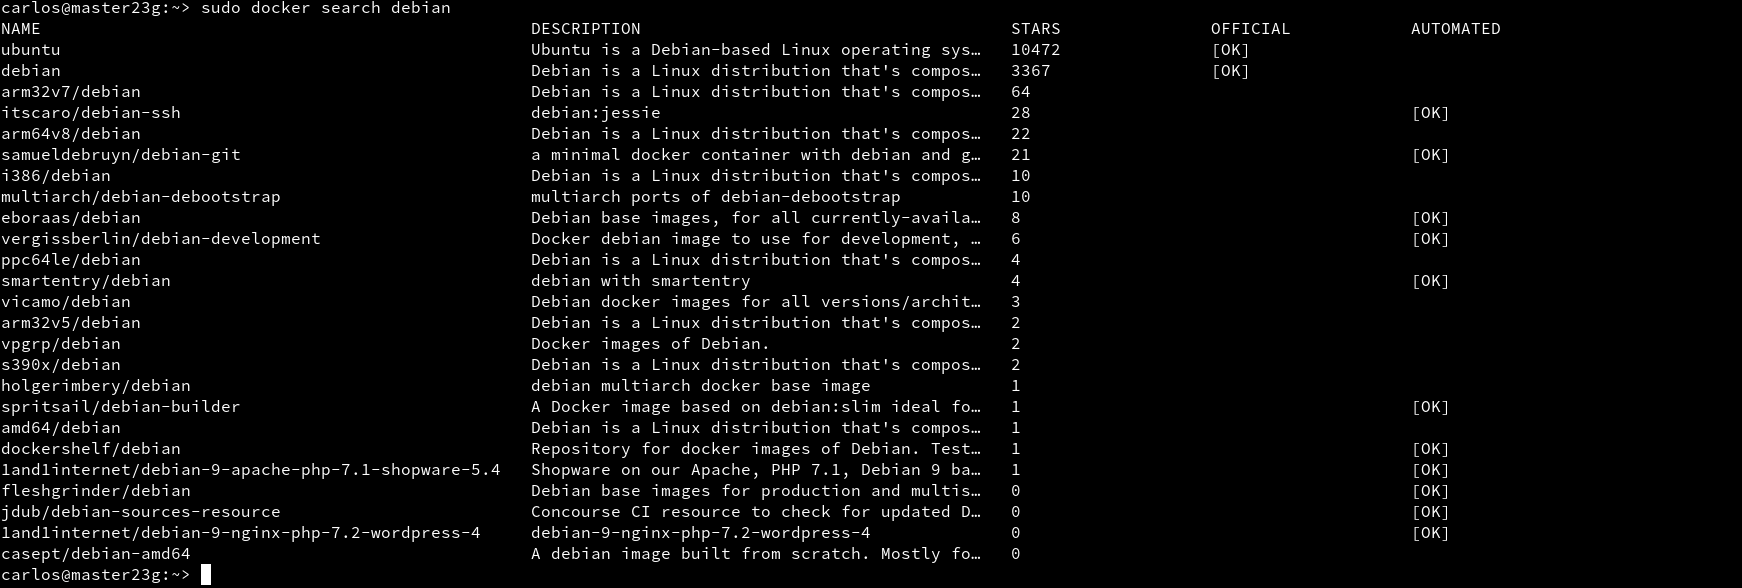 carlos@master23g:~> sudo docker search debian
NAME DESCRIPTION STARS OFFICIAL AUTOMATED
ubuntu Ubuntu is a Debian-based Linux operating sys… 10472 [OK]
debian Debian is a Linux distribution that's compos… 3367 [OK]
arm32v7/debian Debian is a Linux distribution that's compos… 64
itscaro/debian-ssh debian:jessie 28 [OK]
arm64v8/debian Debian is a Linux distribution that's compos… 22
samueldebruyn/debian-git a minimal docker container with debian and g… 21 [OK]
i386/debian Debian is a Linux distribution that's compos… 10
multiarch/debian-debootstrap multiarch ports of debian-debootstrap 10
eboraas/debian Debian base images, for all currently-availa… 8 [OK]
vergissberlin/debian-development Docker debian image to use for development, … 6 [OK]
ppc64le/debian Debian is a Linux distribution that's compos… 4
smartentry/debian debian with smartentry 4 [OK]
vicamo/debian Debian docker images for all versions/archit… 3
arm32v5/debian Debian is a Linux distribution that's compos… 2
vpgrp/debian Docker images of Debian. 2
s390x/debian Debian is a Linux distribution that's compos… 2
holgerimbery/debian debian multiarch docker base image 1
spritsail/debian-builder A Docker image based on debian:slim ideal fo… 1 [OK]
amd64/debian Debian is a Linux distribution that's compos… 1
dockershelf/debian Repository for docker images of Debian. Test… 1 [OK]
1and1internet/debian-9-apache-php-7.1-shopware-5.4 Shopware on our Apache, PHP 7.1, Debian 9 ba… 1 [OK]
fleshgrinder/debian Debian base images for production and multis… 0 [OK]
jdub/debian-sources-resource Concourse CI resource to check for updated D… 0 [OK]
1and1internet/debian-9-nginx-php-7.2-wordpress-4 debian-9-nginx-php-7.2-wordpress-4 0 [OK]
casept/debian-amd64 A debian image built from scratch. Mostly fo… 0
carlos@master23g:~>